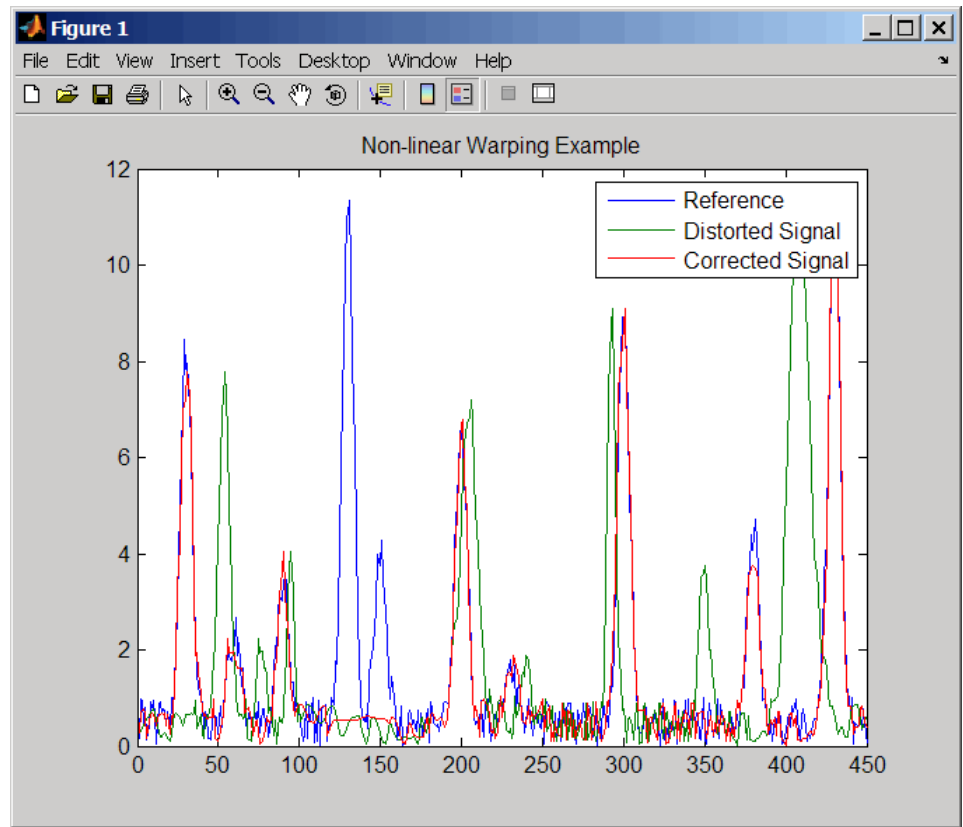 Figure 1
File Edit View Insert Tools Desktop Window Help
Non-linear Warping Example
Reference
Distorted Signal
Corrected Signal
12
10
8
6
4
2
0
0 50 100 150 200 250 300 350 400 450